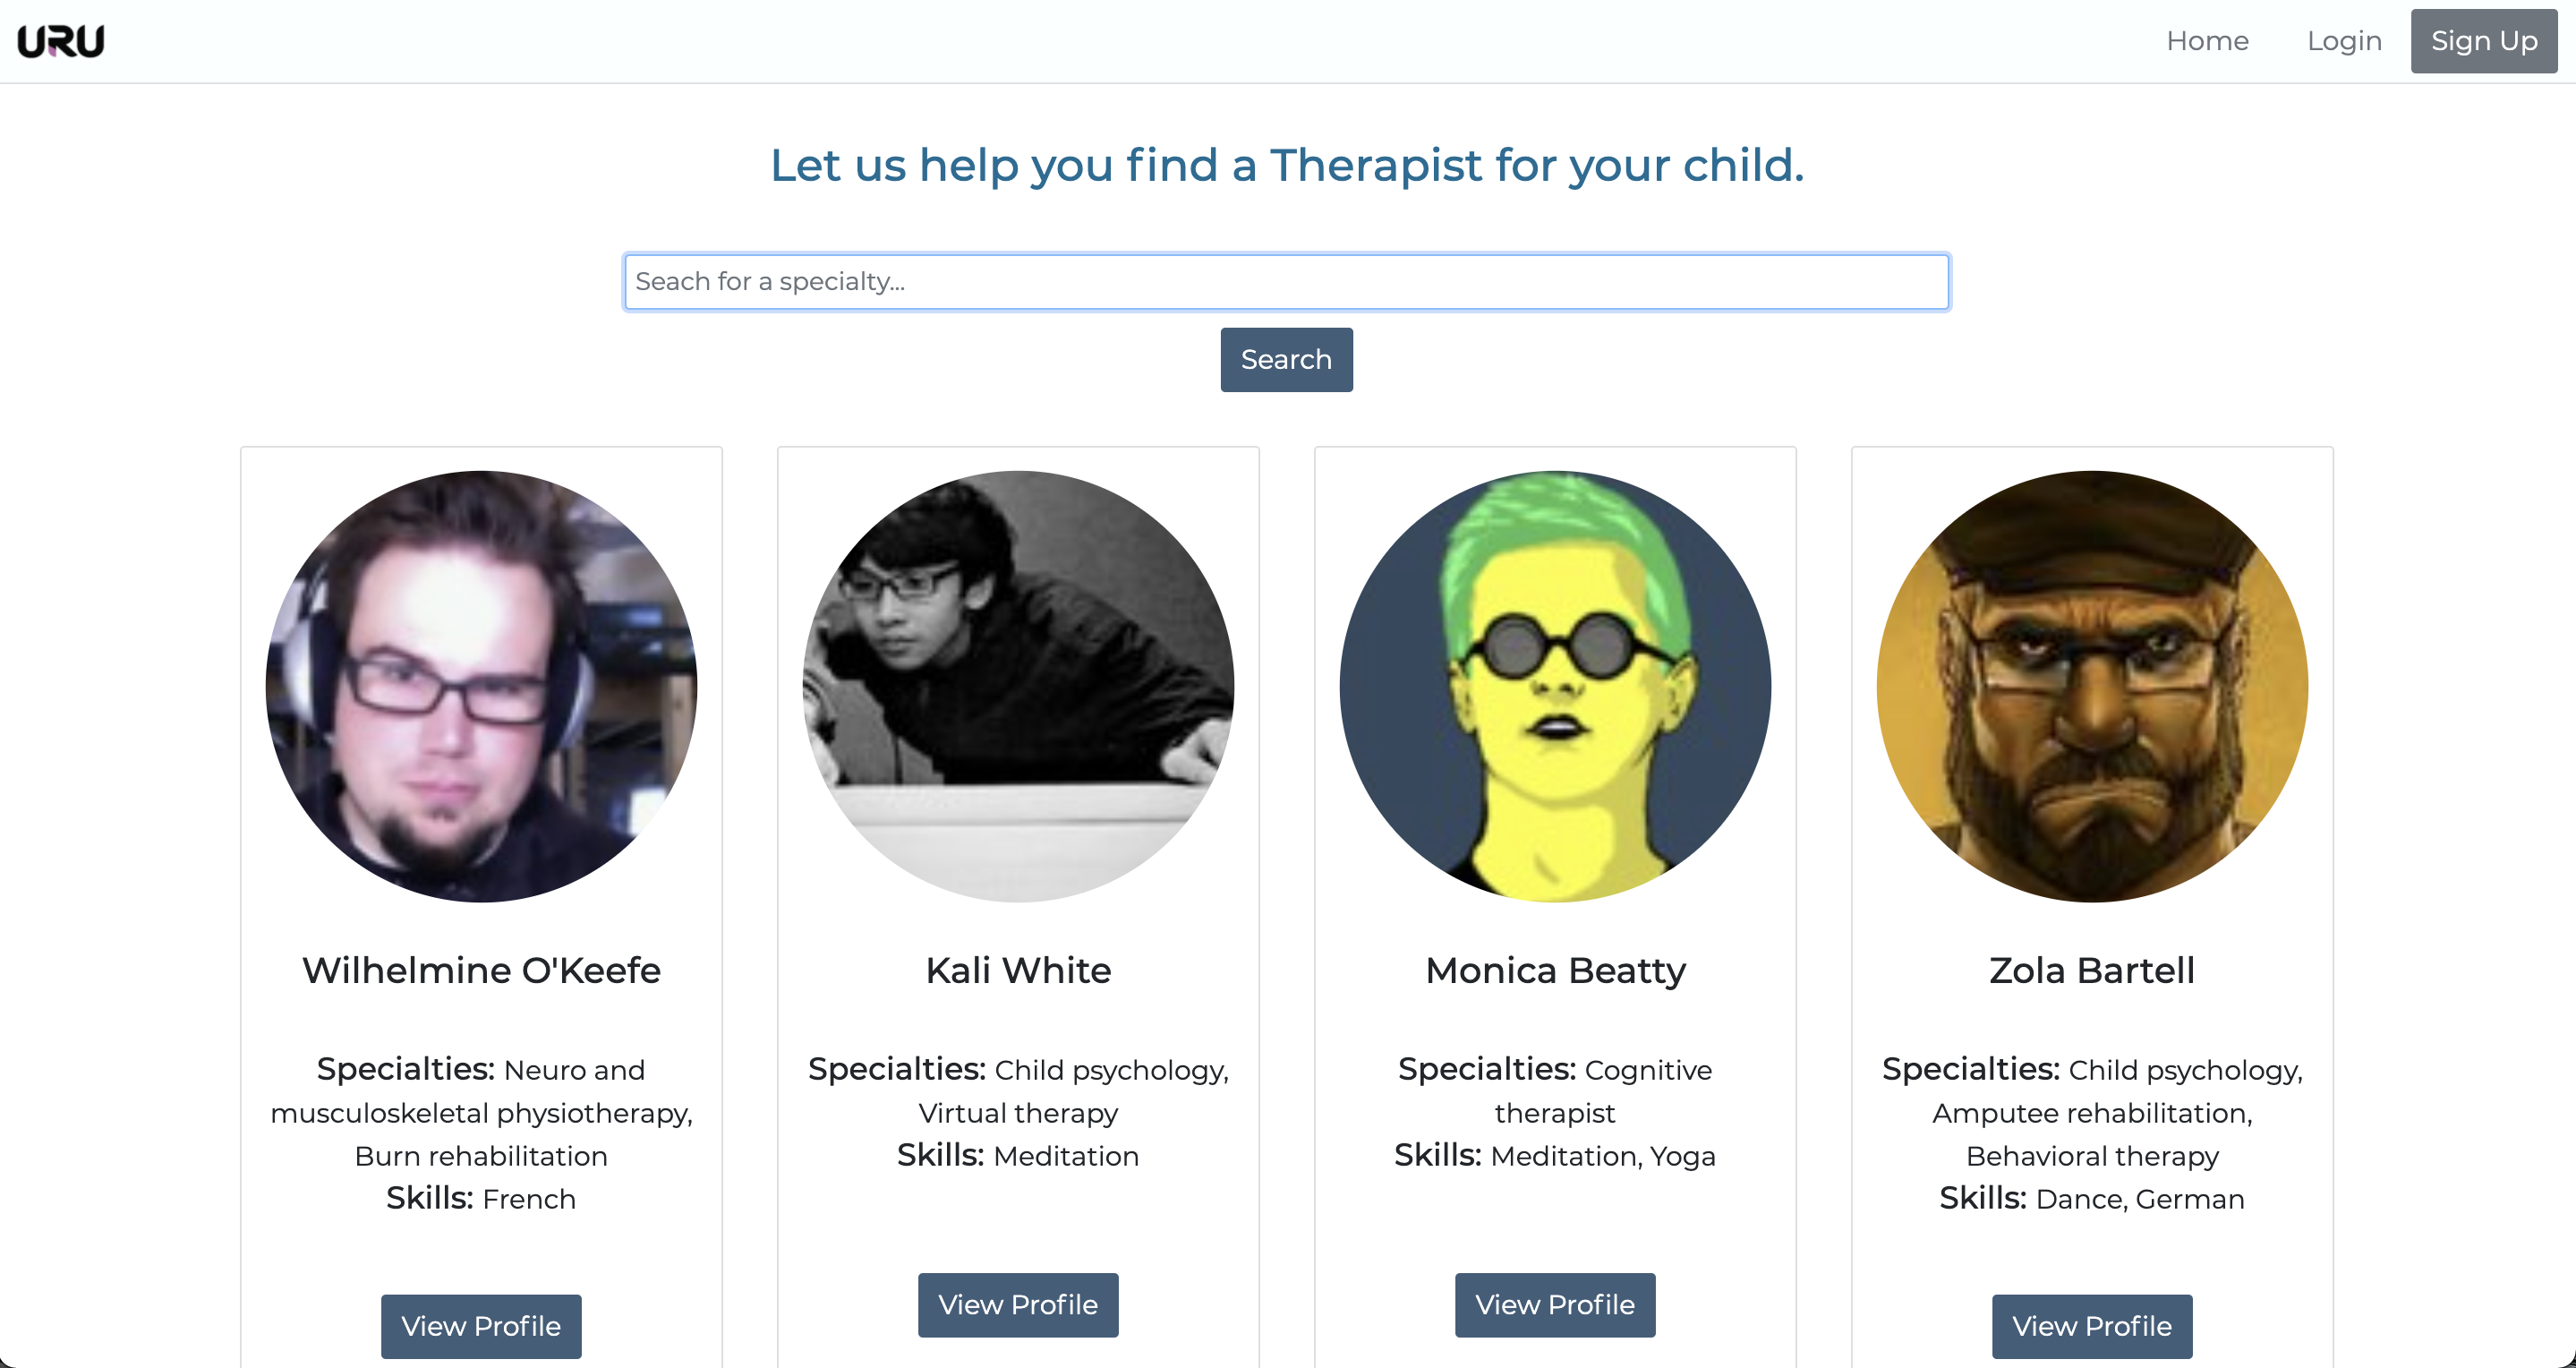 URU
Home
Login
Sign Up
Let us help you find a Therapist for your child.
Seach for a specialty...
Search
Wilhelmine O'Keefe
Specialties: Neuro and
musculoskeletal physiotherapy,
Burn rehabilitation
Skills: French
View Profile
Kali White
Specialties: Child psychology,
Virtual therapy
Skills: Meditation
View Profile
Monica Beatty
Specialties: Cognitive
therapist
Skills: Meditation, Yoga
View Profile
Zola Bartell
Specialties: Child psychology,
Amputee rehabilitation,
Behavioral therapy
Skills: Dance, German
View Profile